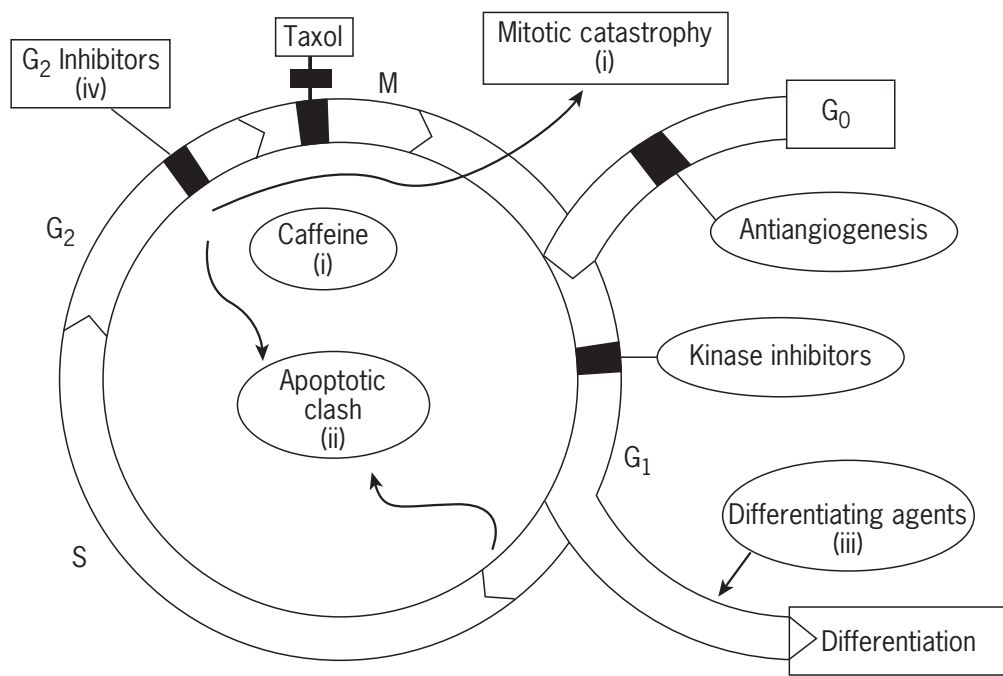 Taxol
Mitotic catastrophy
(i)
G₂ Inhibitors
(iv)
M
G₀
G₂
Caffeine
(i)
Antiangiogenesis
Kinase inhibitors
Apoptotic
clash
(ii)
G₁
Differentiating agents
(iii)
S
Differentiation